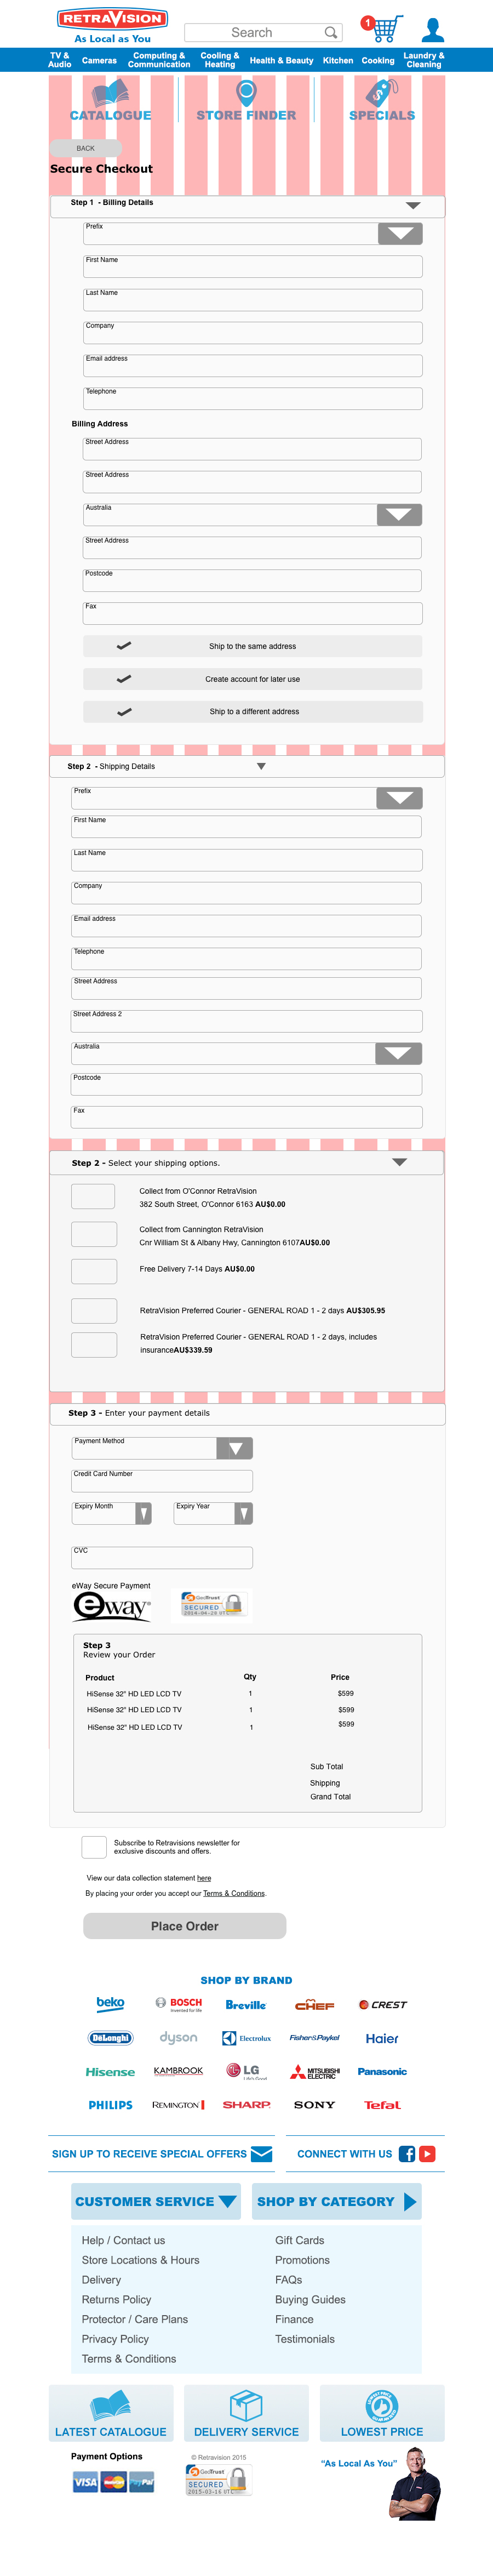 RETRAVISION
As Local as You
Search
1
TV & Audio
Cameras
Computing & Communication
Cooling & Heating
Health & Beauty
Kitchen
Cooking
Laundry & Cleaning
CATALOGUE
STORE FINDER
SPECIALS
BACK
Secure Checkout
Step 1 - Billing Details
Prefix
First Name
Last Name
Company
Email address
Telephone
Billing Address
Street Address
Street Address
Australia
Street Address
Postcode
Fax
Ship to the same address
Create account for later use
Ship to a different address
Step 2 - Shipping Details
Prefix
First Name
Last Name
Company
Email address
Telephone
Street Address
Street Address 2
Australia
Postcode
Fax
Step 2 - Select your shipping options.
Collect from O'Connor RetraVision
382 South Street, O'Connor 6163 AU$0.00
Collect from Cannington RetraVision
Cnr William St & Albany Hwy, Cannington 6107AU$0.00
Free Delivery 7-14 Days AU$0.00
RetraVision Preferred Courier - GENERAL ROAD 1 - 2 days AU$305.95
RetraVision Preferred Courier - GENERAL ROAD 1 - 2 days, includes
insuranceAU$339.59
Step 3 - Enter your payment details
Payment Method
Credit Card Number
Expiry Month
Expiry Year
CVC
eWay Secure Payment
eway
GeoTrust
SECURED
2014-04-28 UTC
Step 3
Review your Order
Product Qty Price
HiSense 32" HD LED LCD TV 1 $599
HiSense 32" HD LED LCD TV 1 $599
HiSense 32" HD LED LCD TV 1 $599
Sub Total
Shipping
Grand Total
Subscribe to Retravisions newsletter for
exclusive discounts and offers.
View our data collection statement here
By placing your order you accept our Terms & Conditions.
Place Order
SHOP BY BRAND
beko
BOSCH
Invented for life
Breville
CHEF
CREST
DeLonghi
dyson
Electrolux
Fisher&Paykel
Haier
Hisense
KAMBROOK
LG
Life's Good
MITSUBISHI
ELECTRIC
Panasonic
PHILIPS
REMINGTON
SHARP
SONY
Tefal
SIGN UP TO RECEIVE SPECIAL OFFERS
CONNECT WITH US
CUSTOMER SERVICE
SHOP BY CATEGORY
Help / Contact us
Store Locations & Hours
Delivery
Returns Policy
Protector / Care Plans
Privacy Policy
Terms & Conditions
Gift Cards
Promotions
FAQs
Buying Guides
Finance
Testimonials
LATEST CATALOGUE
DELIVERY SERVICE
LOWEST PRICE
Payment Options
VISA
MasterCard
PayPal
© Retravision 2015
GeoTrust
SECURED
2015-03-16 UTC
"As Local As You"